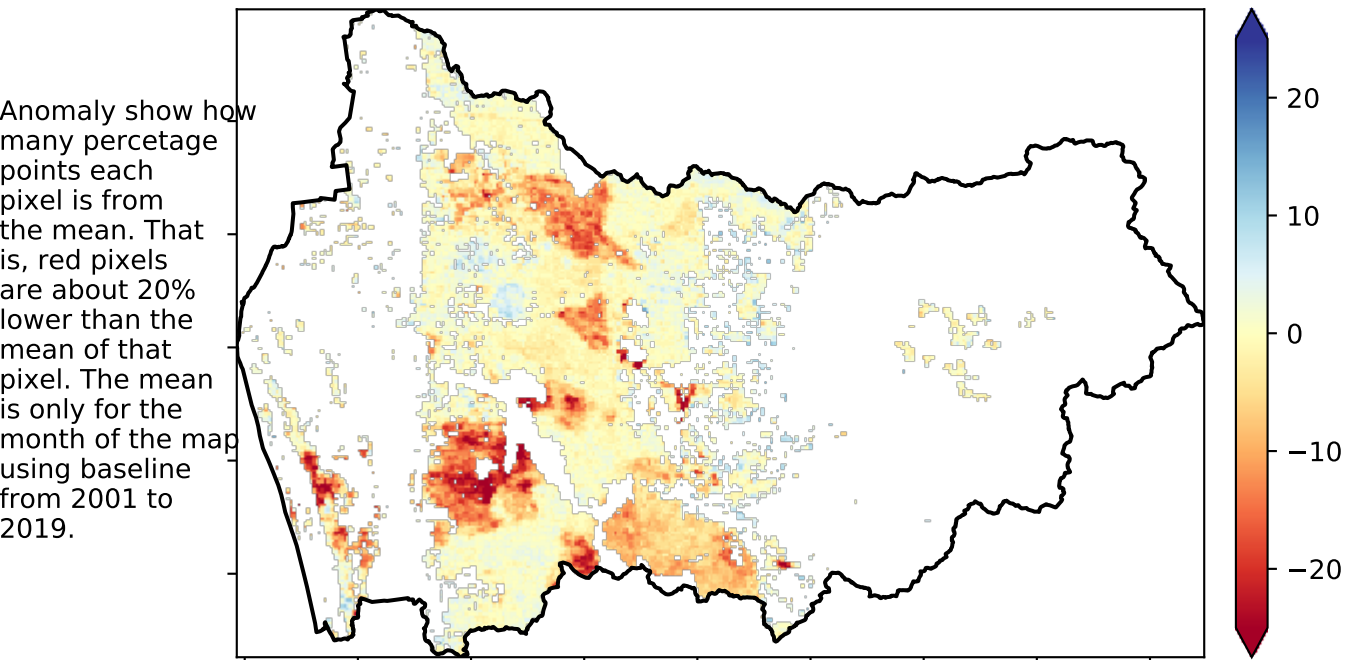 Anomaly show how
many percetage
points each
pixel is from
the mean. That
is, red pixels
are about 20%
lower than the
mean of that
pixel. The mean
is only for the
month of the map
using baseline
from 2001 to
2019.
20
10
0
−10
−20